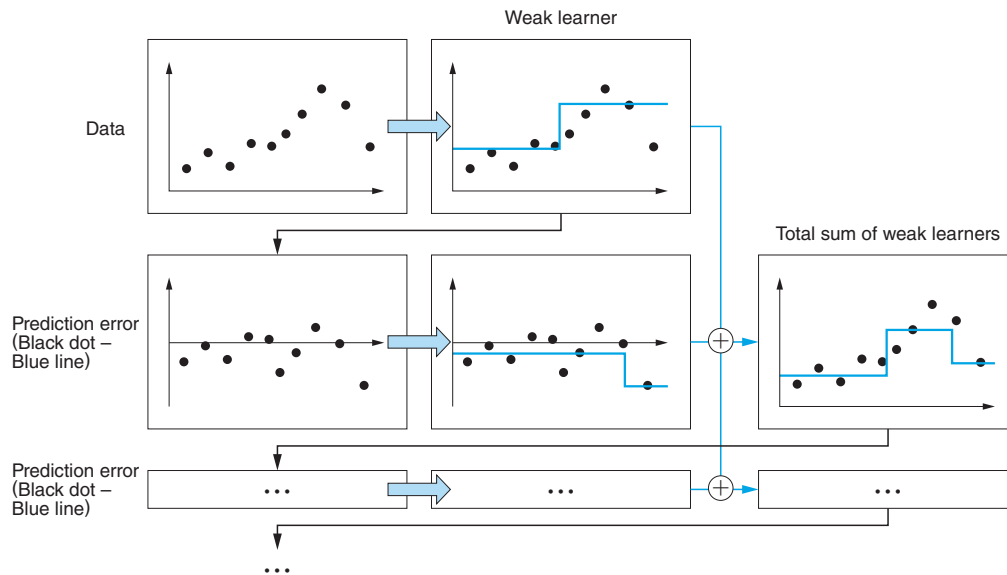 Weak learner
Data
Total sum of weak learners
Prediction error
(Black dot –
Blue line)
Prediction error
(Black dot –
Blue line)
...
...
...
...